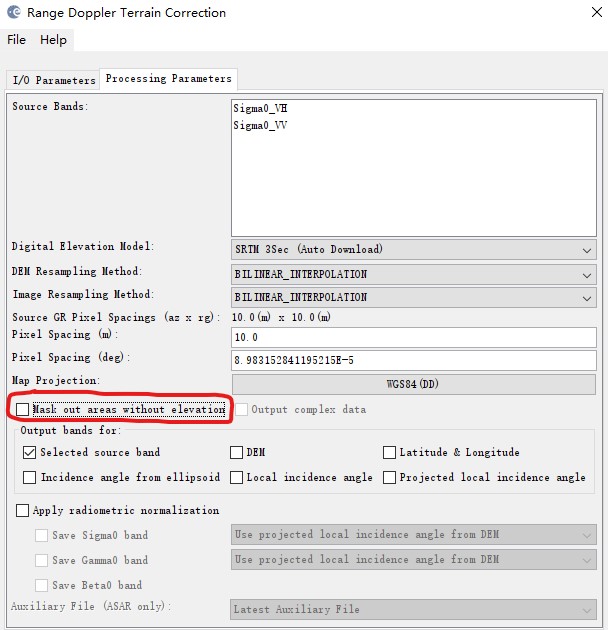 Range Doppler Terrain Correction
File Help
I/O Parameters Processing Parameters
Source Bands: Sigma0_VH
Sigma0_VV
Digital Elevation Model: SRTM 3Sec (Auto Download)
DEM Resampling Method: BILINEAR_INTERPOLATION
Image Resampling Method: BILINEAR_INTERPOLATION
Source GR Pixel Spacings (az x rg): 10.0(m) x 10.0(m)
Pixel Spacing (m): 10.0
Pixel Spacing (deg): 8.983152841195215E-5
Map Projection: WGS84(DD)
Mask out areas without elevation Output complex data
Output bands for:
Selected source band DEM Latitude & Longitude
Incidence angle from ellipsoid Local incidence angle Projected local incidence angle
Apply radiometric normalization
Save Sigma0 band Use projected local incidence angle from DEM
Save Gamma0 band Use projected local incidence angle from DEM
Save Beta0 band
Auxiliary File (ASAR only): Latest Auxiliary File